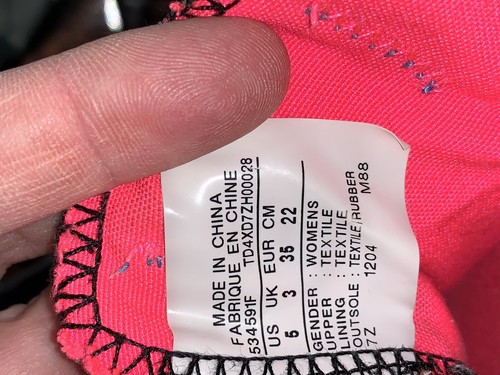 MADE IN CHINA
FABRIQUE EN CHINE
534591F TD4XD7ZH00028
US UK EUR CM
5 3 35 22
GENDER : WOMENS
UPPER : TEXTILE
LINING : TEXTILE
OUTSOLE : TEXTILE/RUBBER
7Z 1204 M88